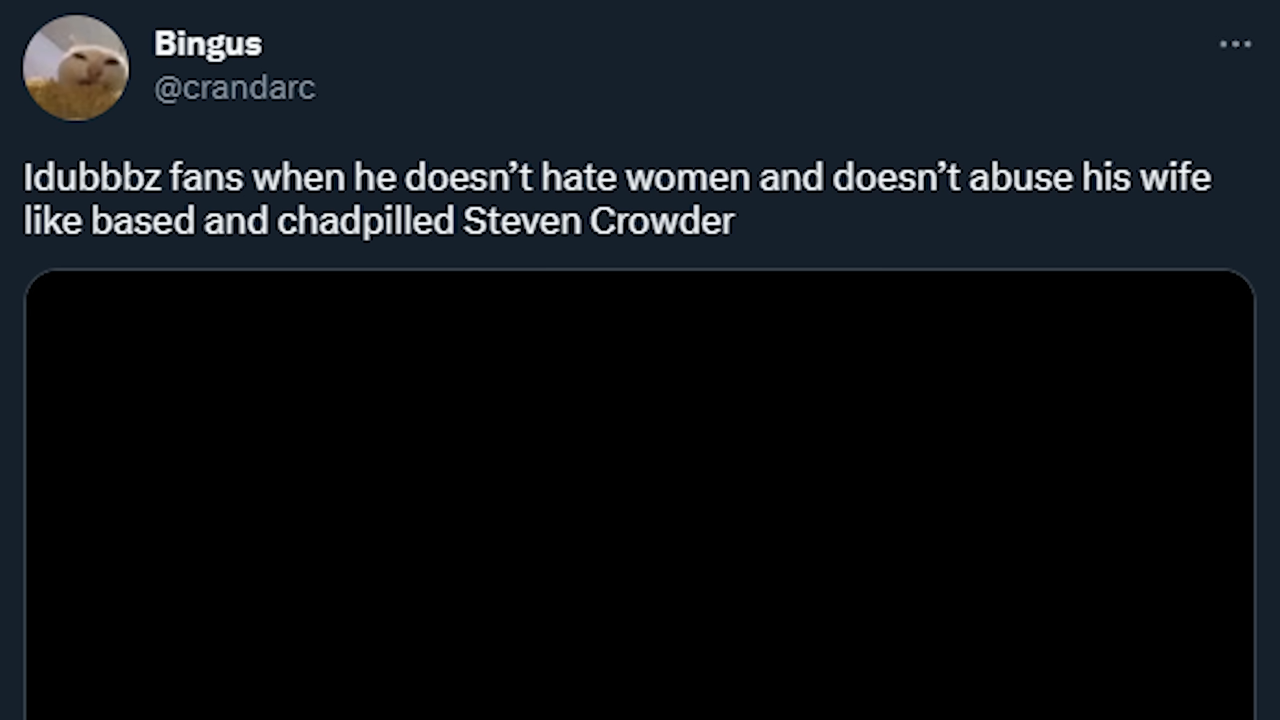 Bingus
@crandarc
Idubbbz fans when he doesn’t hate women and doesn’t abuse his wife
like based and chadpilled Steven Crowder